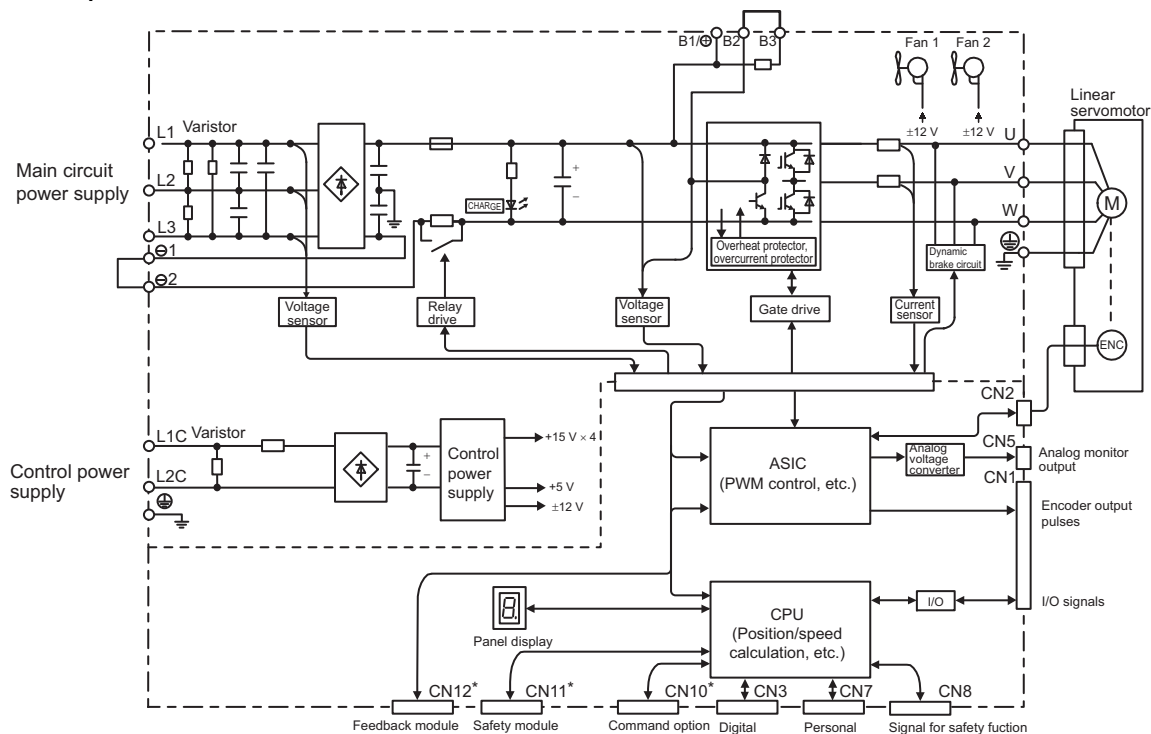 B1/⊕
B2
B3
Fan 1
Fan 2
±12 V
±12 V
Linear
servomotor
Main circuit
power supply
L1
Varistor
L2
L3
⊖1
⊖2
CHARGE
+
–
Overheat protector,
overcurrent protector
U
V
W
M
Dynamic
brake circuit
Voltage
sensor
Relay
drive
Voltage
sensor
Gate drive
Current
sensor
ENC
Control power
supply
L1C
Varistor
L2C
+
–
Control
power
supply
+15 V × 4
+5 V
±12 V
ASIC
(PWM control, etc.)
Analog
voltage
converter
CN2
CN5
Analog monitor
output
CN1
Encoder output
pulses
8.
Panel display
CPU
(Position/speed
calculation, etc.)
I/O
I/O signals
CN12*
CN11*
CN10*
CN3
CN7
CN8
Feedback module
Safety module
Command option
Digital
Personal
Signal for safety fuction